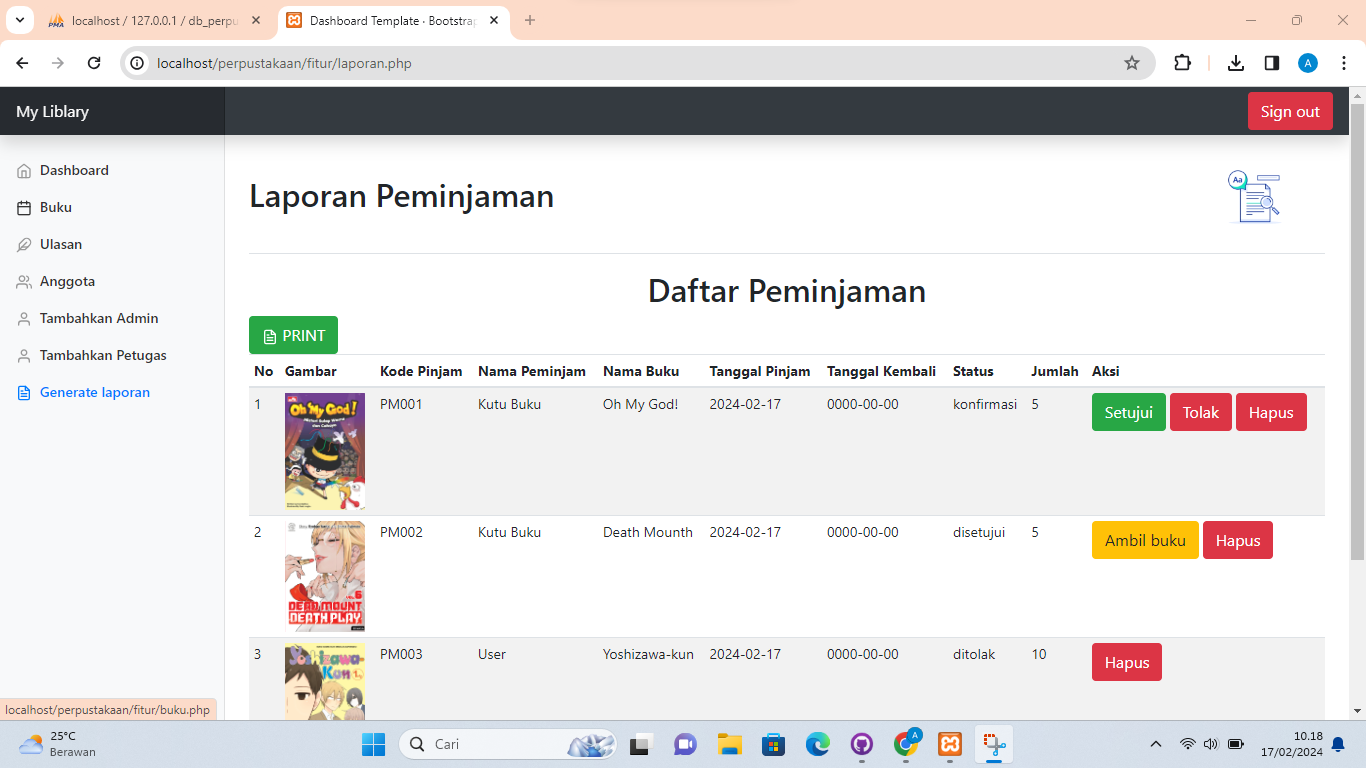 localhost / 127.0.0.1 / db_perpu
Dashboard Template · Bootstrap
localhost/perpustakaan/fitur/laporan.php
A
My Liblary
Sign out
Dashboard
Buku
Ulasan
Anggota
Tambahkan Admin
Tambahkan Petugas
Generate laporan
Laporan Peminjaman
Aa
Daftar Peminjaman
PRINT
No Gambar Kode Pinjam Nama Peminjam Nama Buku Tanggal Pinjam Tanggal Kembali Status Jumlah Aksi
1 PM001 Kutu Buku Oh My God! 2024-02-17 0000-00-00 konfirmasi 5 Setujui Tolak Hapus
Oh My God!
2 PM002 Kutu Buku Death Mounth 2024-02-17 0000-00-00 disetujui 5 Ambil buku Hapus
6
DEAD MOUNT
DEATH PLAY
3 PM003 User Yoshizawa-kun 2024-02-17 0000-00-00 ditolak 10 Hapus
Yoshizawa-
Kun
localhost/perpustakaan/fitur/buku.php
25°C
Berawan
Cari
10.18
17/02/2024